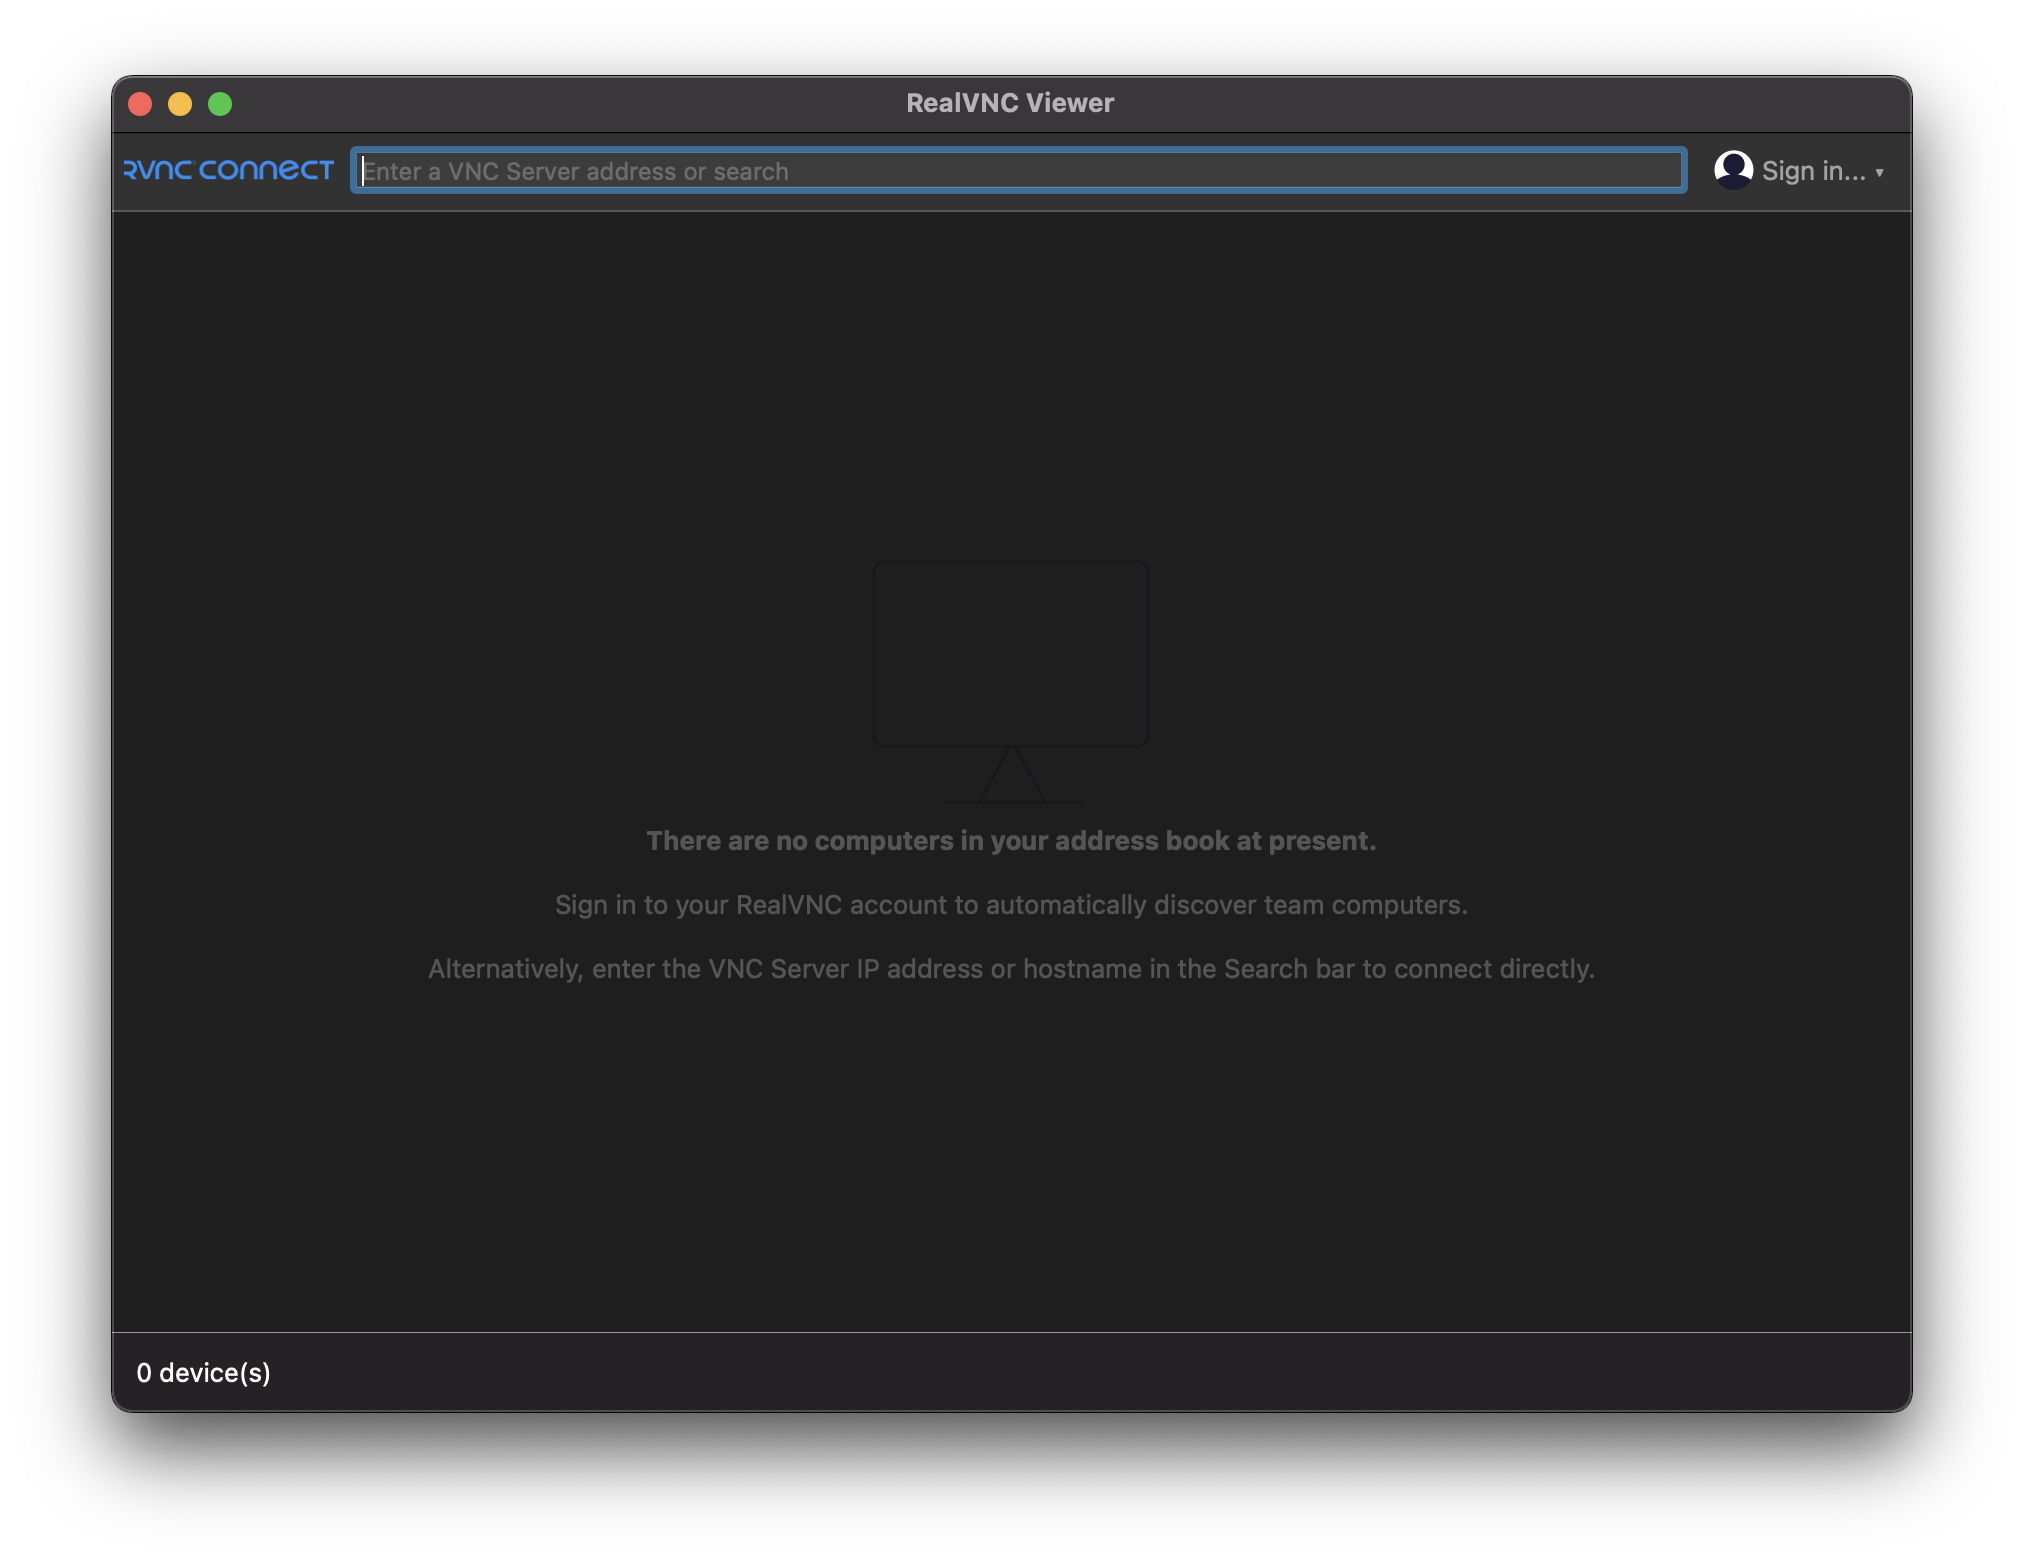 RealVNC Viewer
RVNC CONNECT
Enter a VNC Server address or search
Sign in... ▾
There are no computers in your address book at present.
Sign in to your RealVNC account to automatically discover team computers.
Alternatively, enter the VNC Server IP address or hostname in the Search bar to connect directly.
0 device(s)